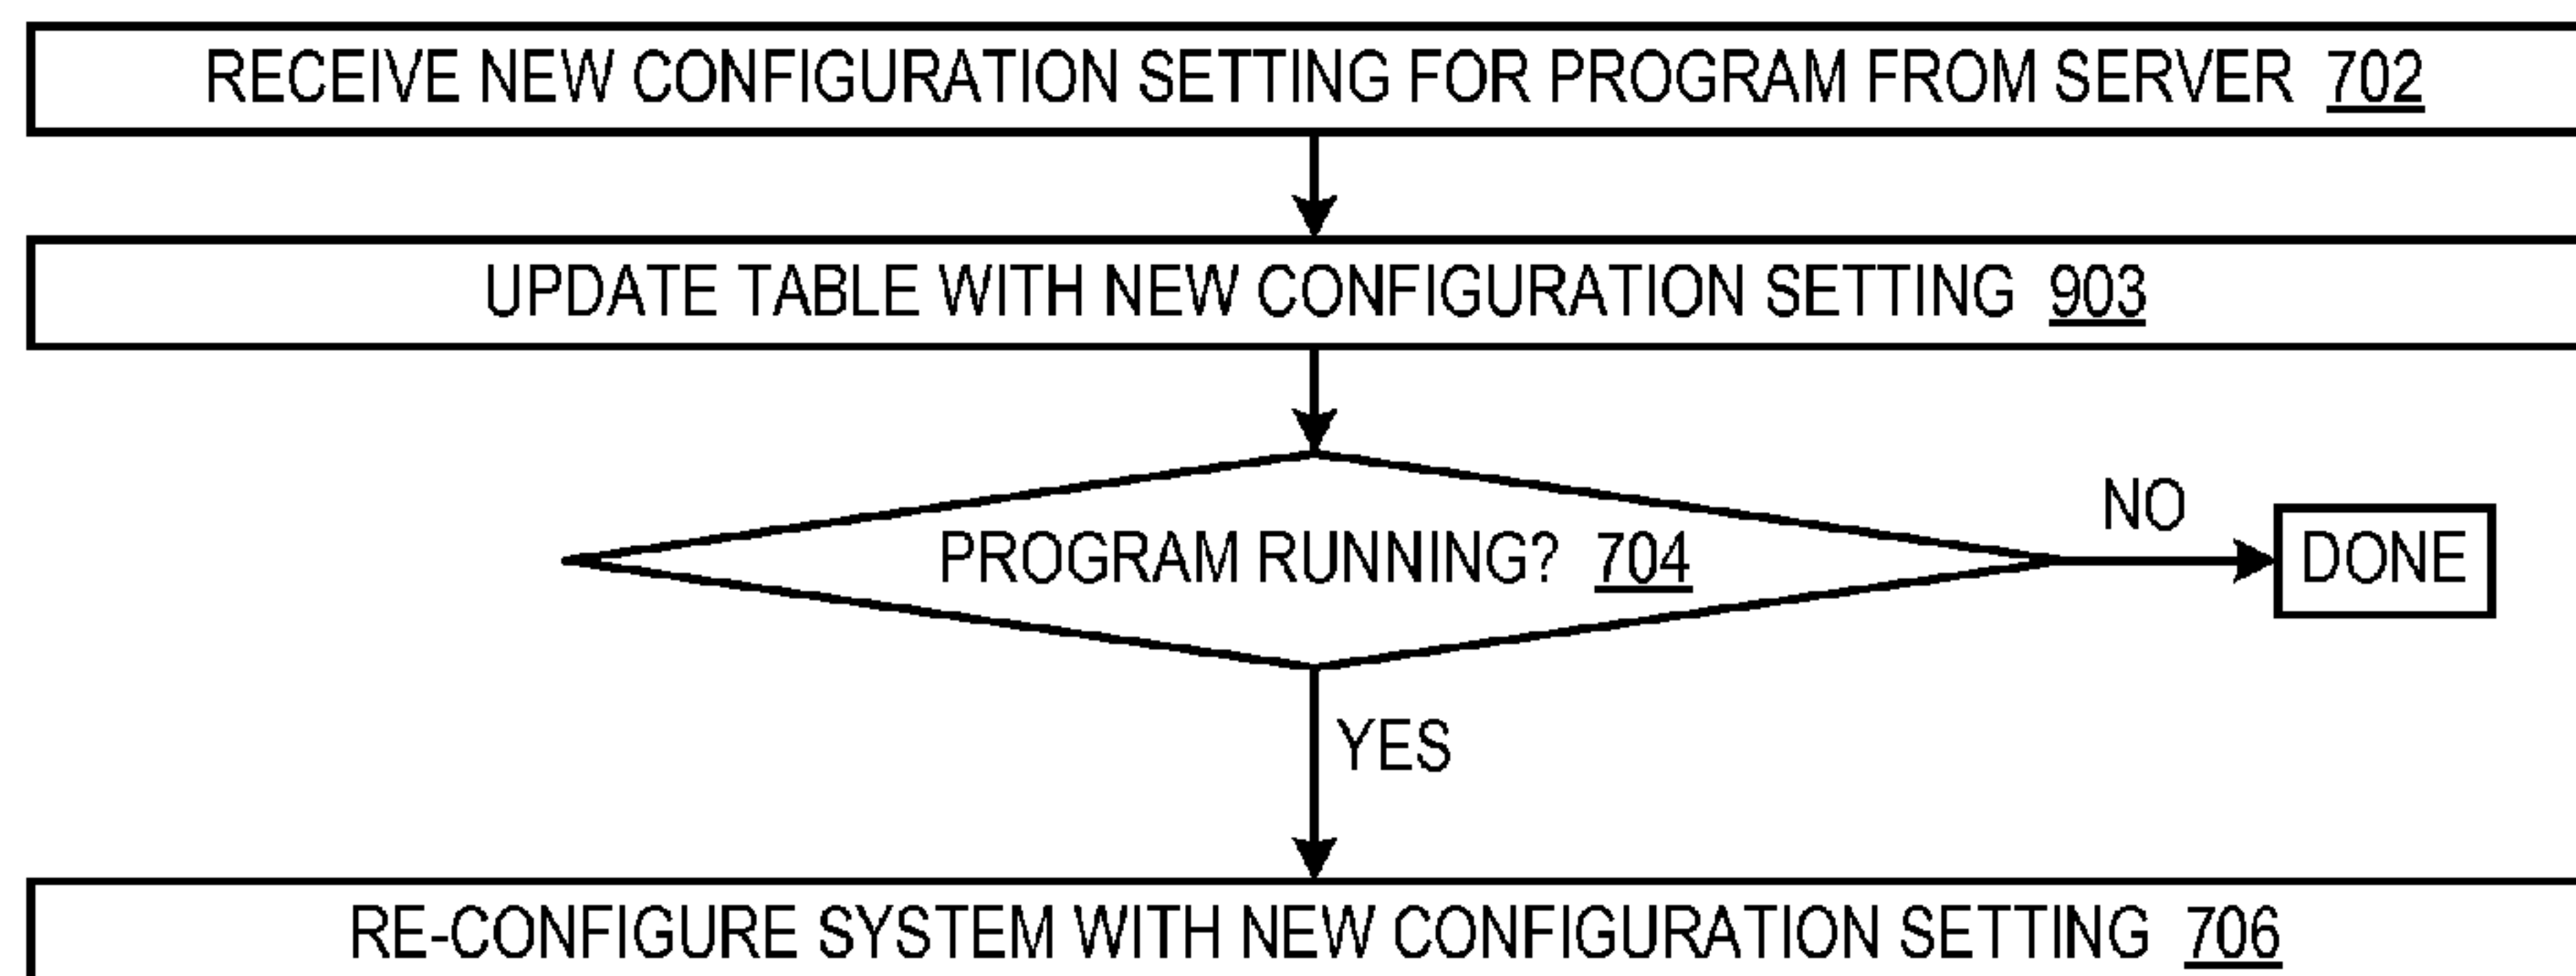 RECEIVE NEW CONFIGURATION SETTING FOR PROGRAM FROM SERVER 702
UPDATE TABLE WITH NEW CONFIGURATION SETTING 903
PROGRAM RUNNING? 704
NO
DONE
YES
RE-CONFIGURE SYSTEM WITH NEW CONFIGURATION SETTING 706